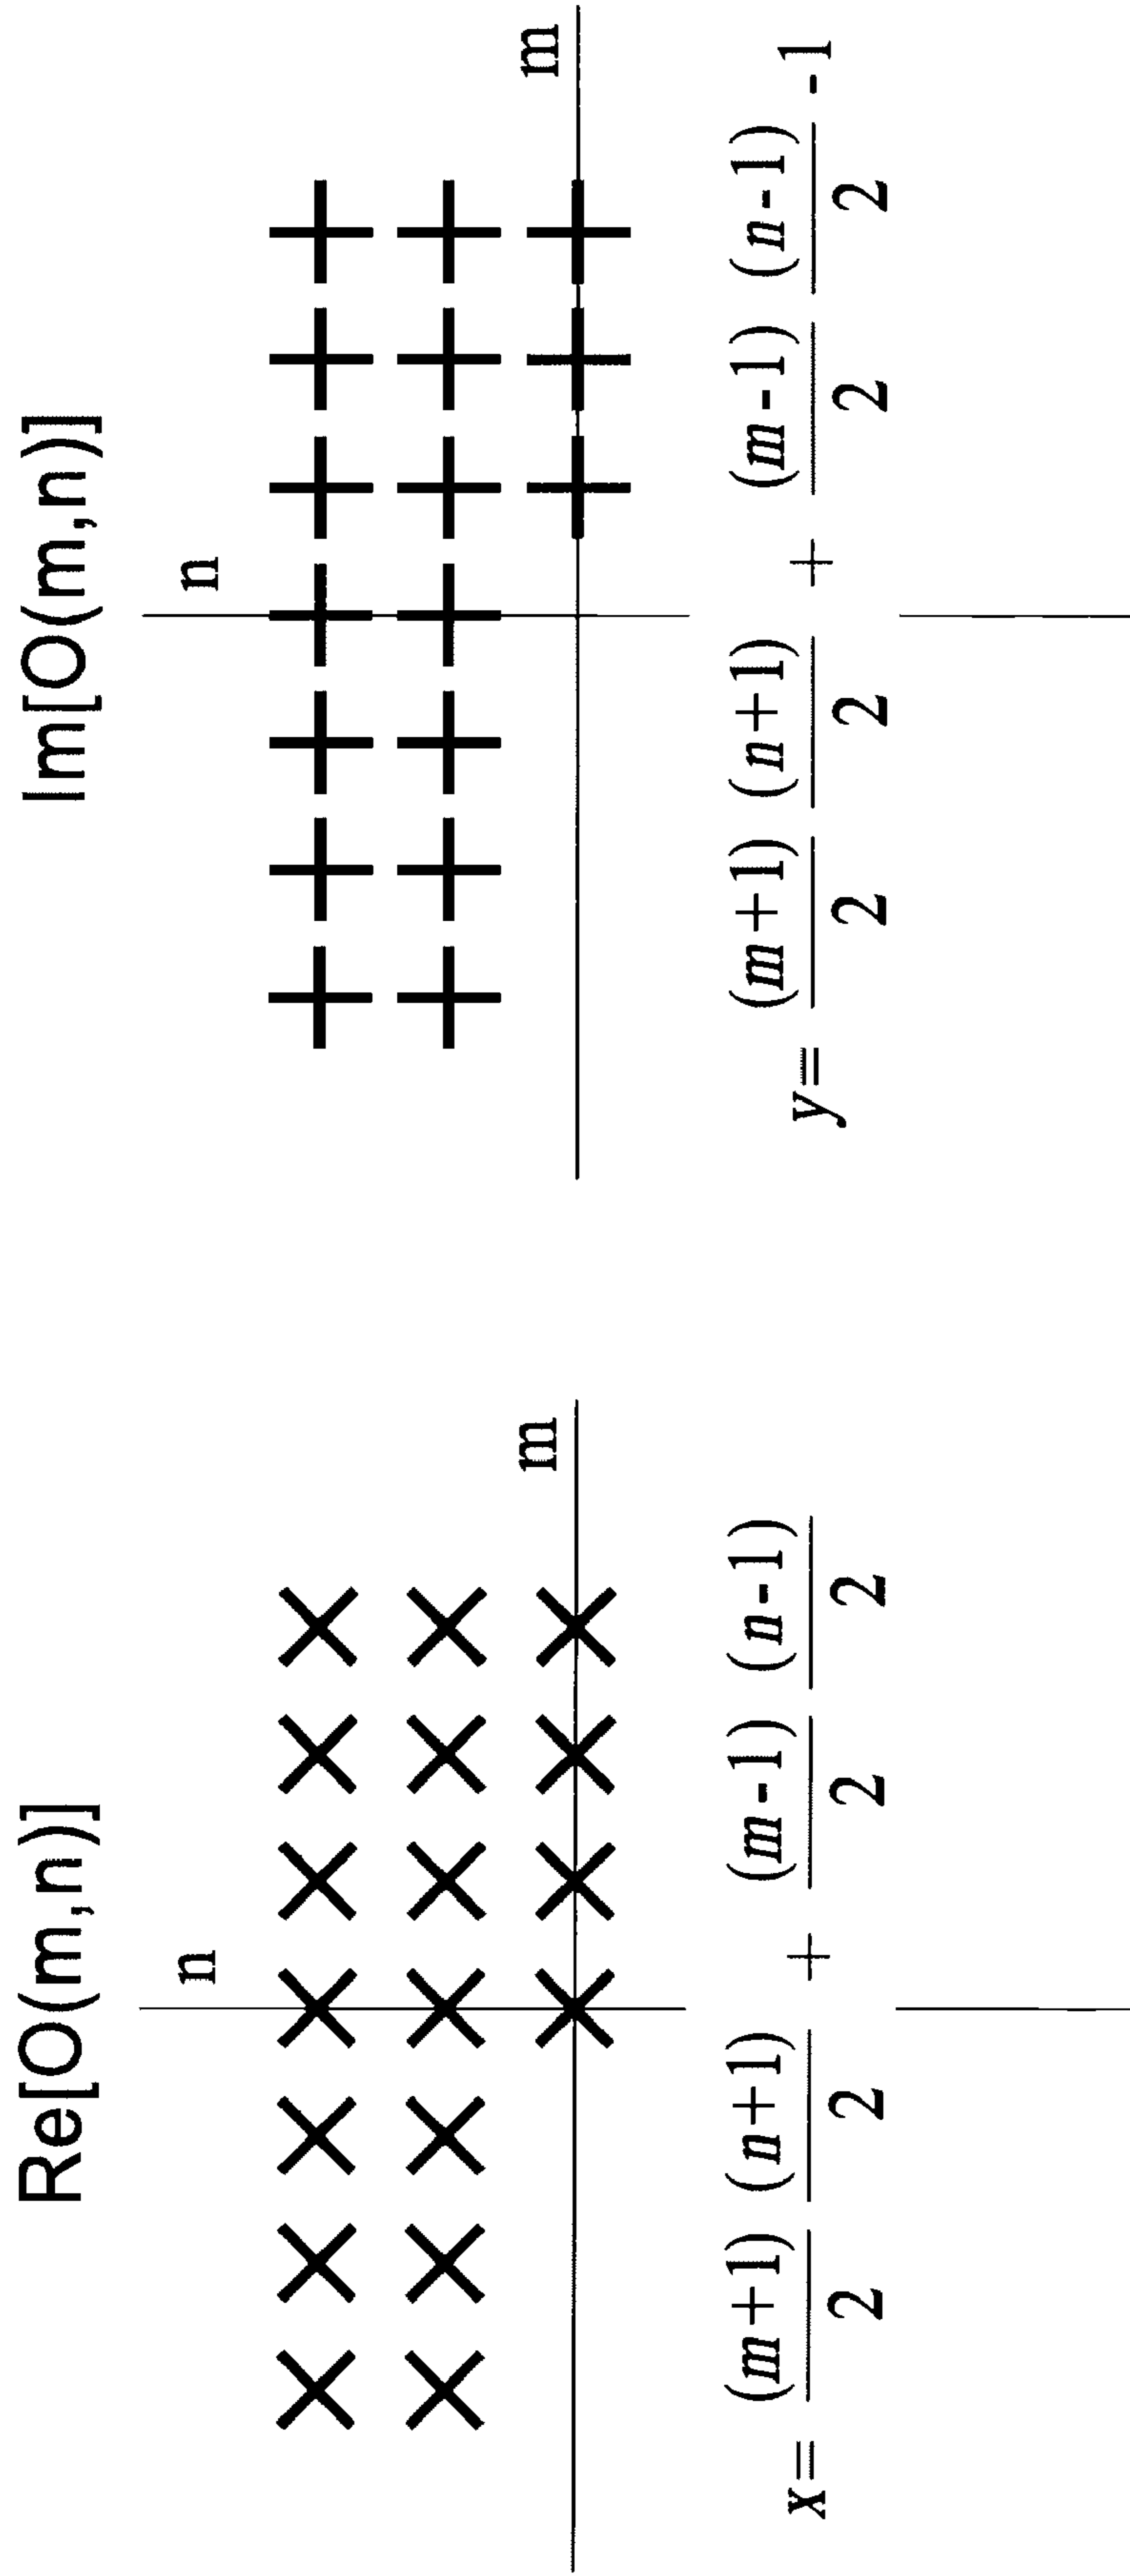 Re[O(m,n)]
n
m
x= (m+1)/2 (n+1)/2 + (m-1)/2 (n-1)/2
Im[O(m,n)]
n
m
y= (m+1)/2 (n+1)/2 + (m-1)/2 (n-1)/2 -1